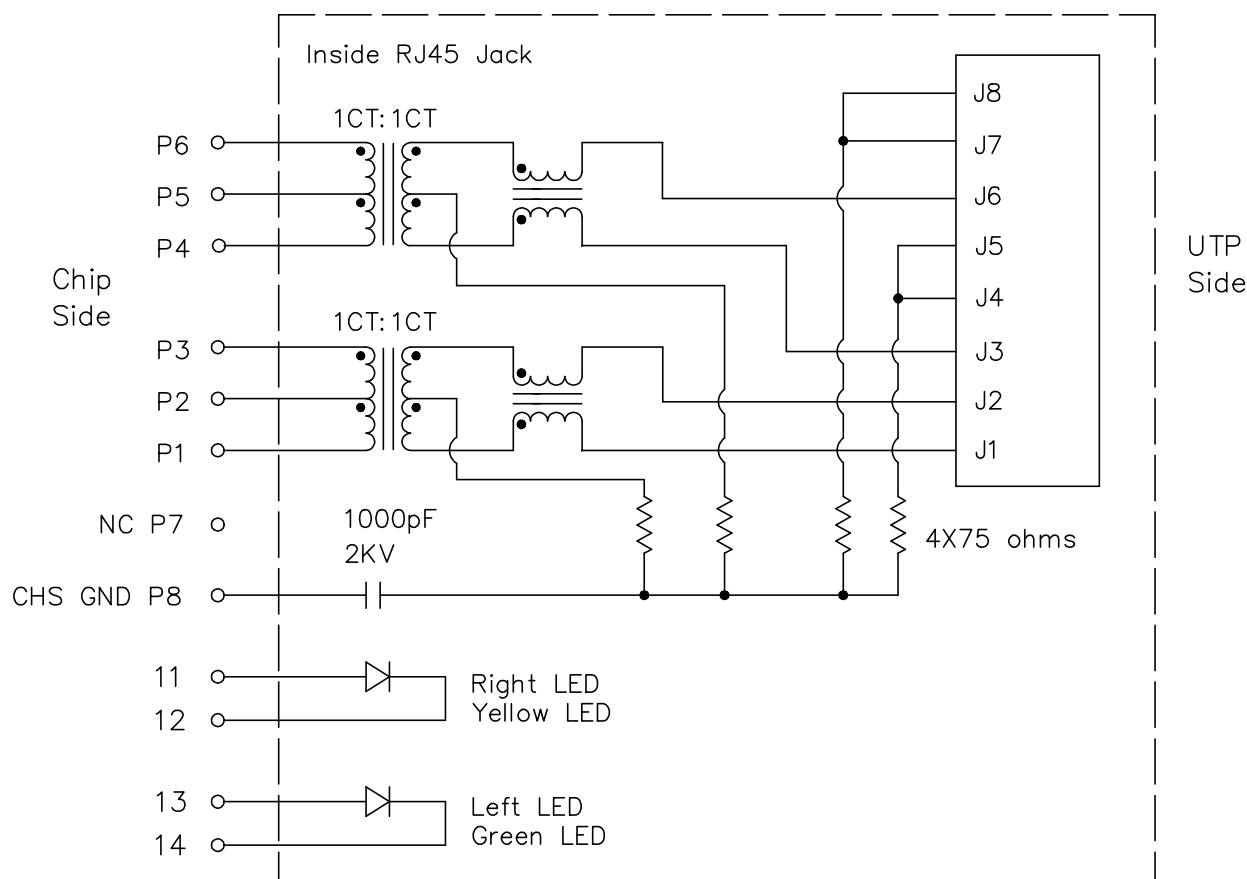 Inside RJ45 Jack
1CT:1CT
P6
P5
P4
Chip
Side
1CT:1CT
P3
P2
P1
NC P7
1000pF
2KV
CHS GND P8
11
12
Right LED
Yellow LED
13
14
Left LED
Green LED
J8
J7
J6
J5
J4
J3
J2
J1
4X75 ohms
UTP
Side